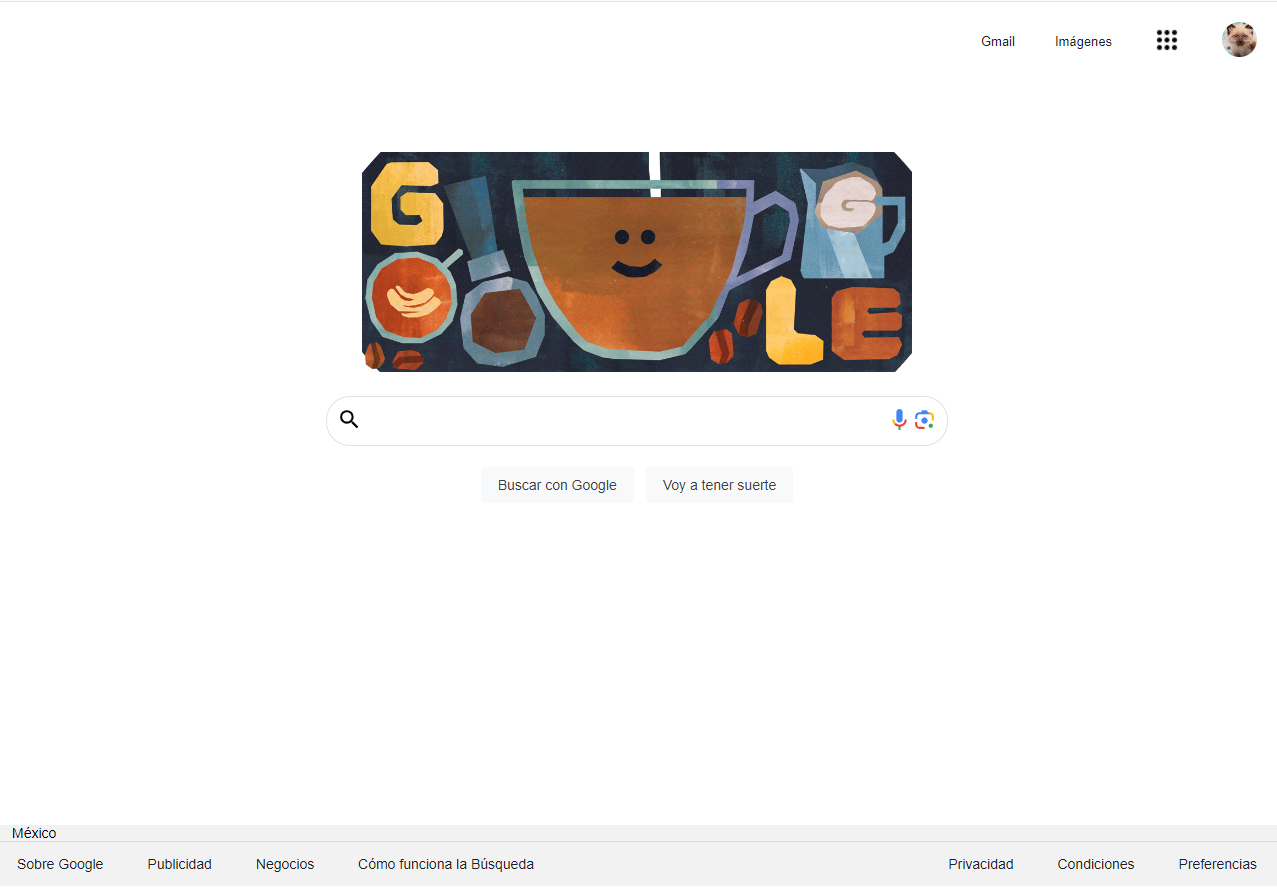 Gmail Imágenes
G G
L E
Buscar con Google Voy a tener suerte
México
Sobre Google Publicidad Negocios Cómo funciona la Búsqueda Privacidad Condiciones Preferencias